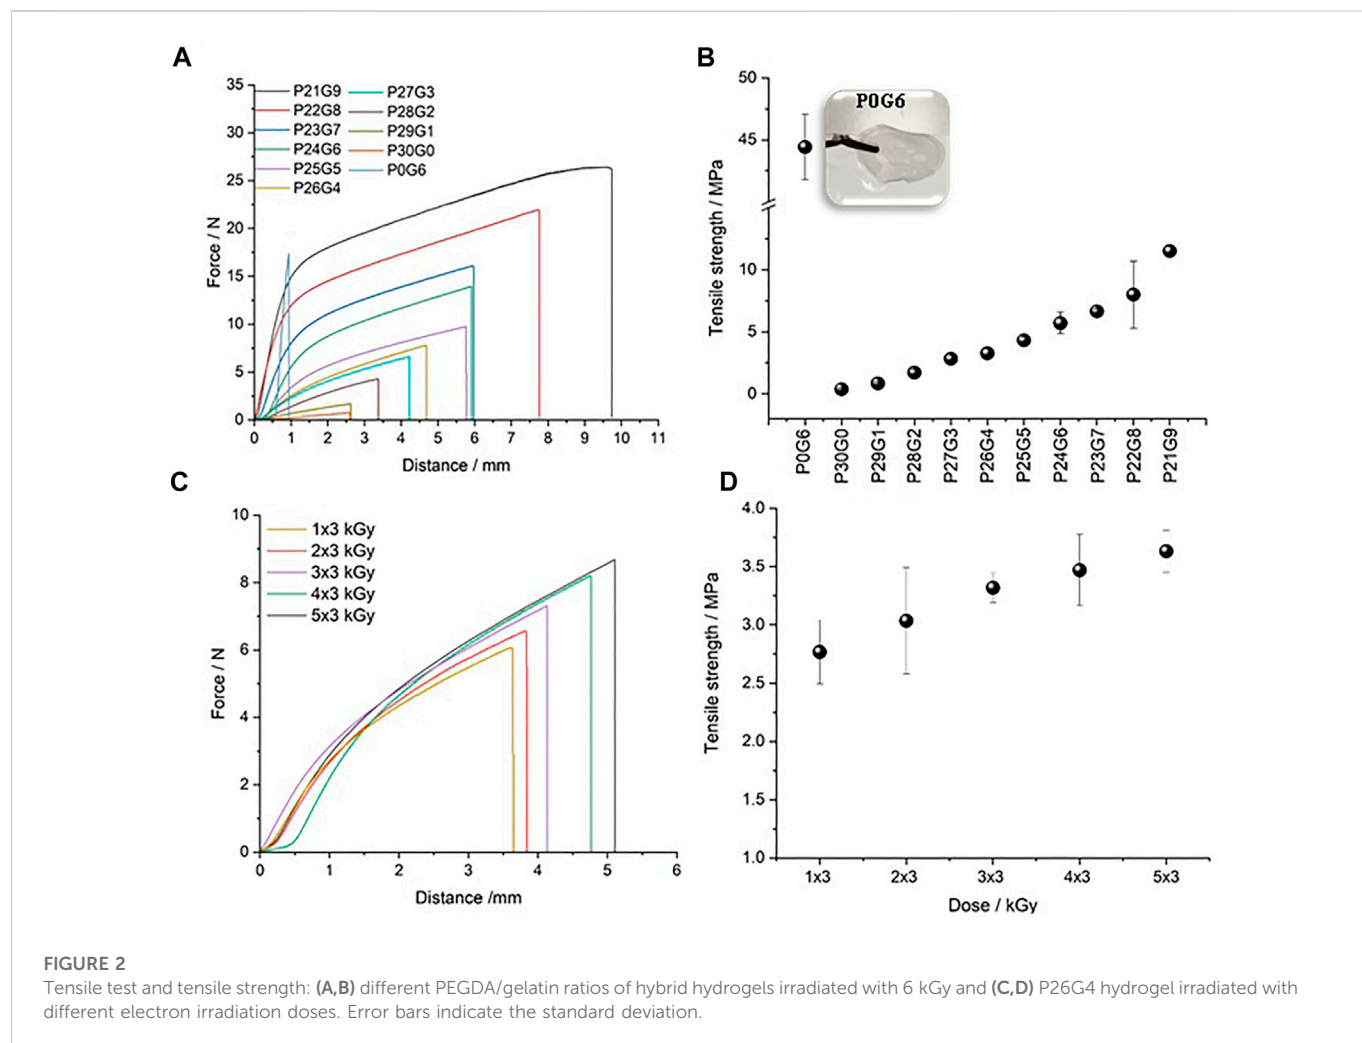 A
35
30
25
20
15
10
5
0
Force / N
P21G9
P22G8
P23G7
P24G6
P25G5
P26G4
P27G3
P28G2
P29G1
P30G0
P0G6
0 1 2 3 4 5 6 7 8 9 10 11
Distance / mm
B
50
45
10
5
0
Tensile strength / MPa
P0G6
P0G6
P30G0
P29G1
P28G2
P27G3
P26G4
P25G5
P24G6
P23G7
P22G8
P21G9
C
10
8
6
4
2
0
Force / N
1x3 kGy
2x3 kGy
3x3 kGy
4x3 kGy
5x3 kGy
0 1 2 3 4 5 6
Distance /mm
D
4.0
3.5
3.0
2.5
2.0
1.5
1.0
Tensile strength / MPa
1x3 2x3 3x3 4x3 5x3
Dose / kGy
FIGURE 2
Tensile test and tensile strength: (A,B) different PEGDA/gelatin ratios of hybrid hydrogels irradiated with 6 kGy and (C,D) P26G4 hydrogel irradiated with
different electron irradiation doses. Error bars indicate the standard deviation.